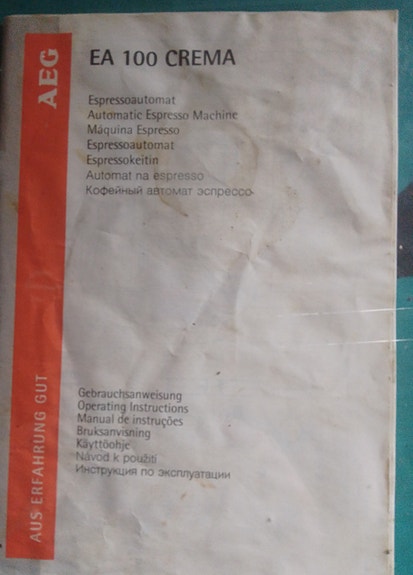 AEG
EA 100 CREMA
Espressoautomat
Automatic Espresso Machine
Máquina Espresso
Espressoautomat
Espressokeitin
Automat na espresso
Кофейный автомат эспрессо
Gebrauchsanweisung
Operating Instructions
Manual de instruções
Bruksanvisning
Käyttöohje
Návod k použití
Инструкция по эксплуатации
AUS ERFAHRUNG GUT